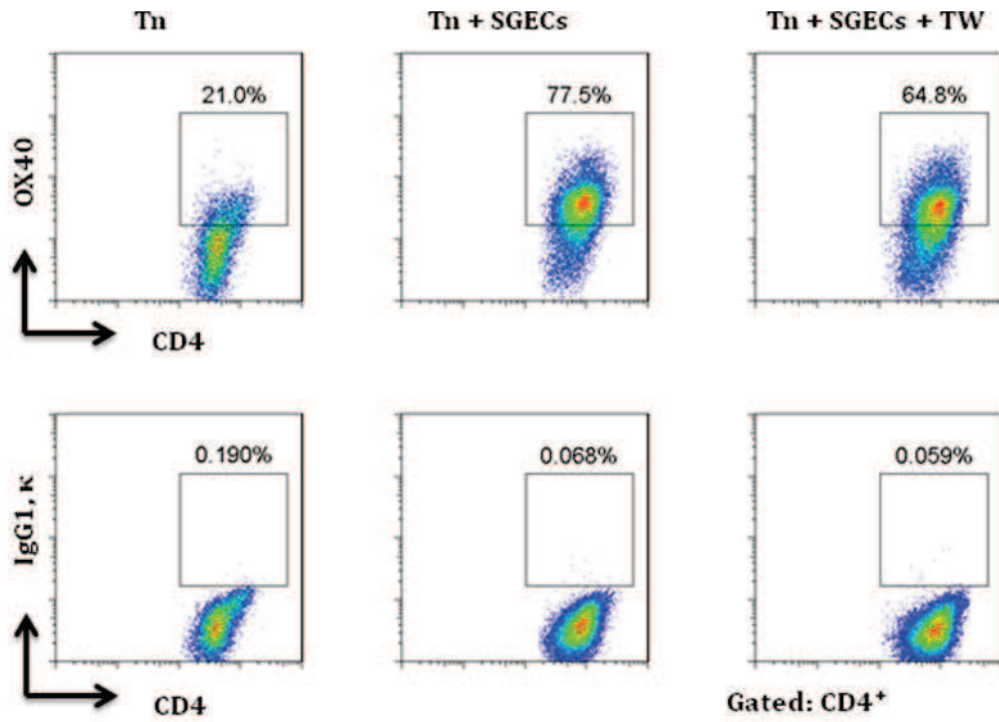 Tn
Tn + SGECs
Tn + SGECs + TW
21.0%
77.5%
64.8%
OX40
CD4
0.190%
0.068%
0.059%
IgG1, κ
CD4
Gated: CD4⁺